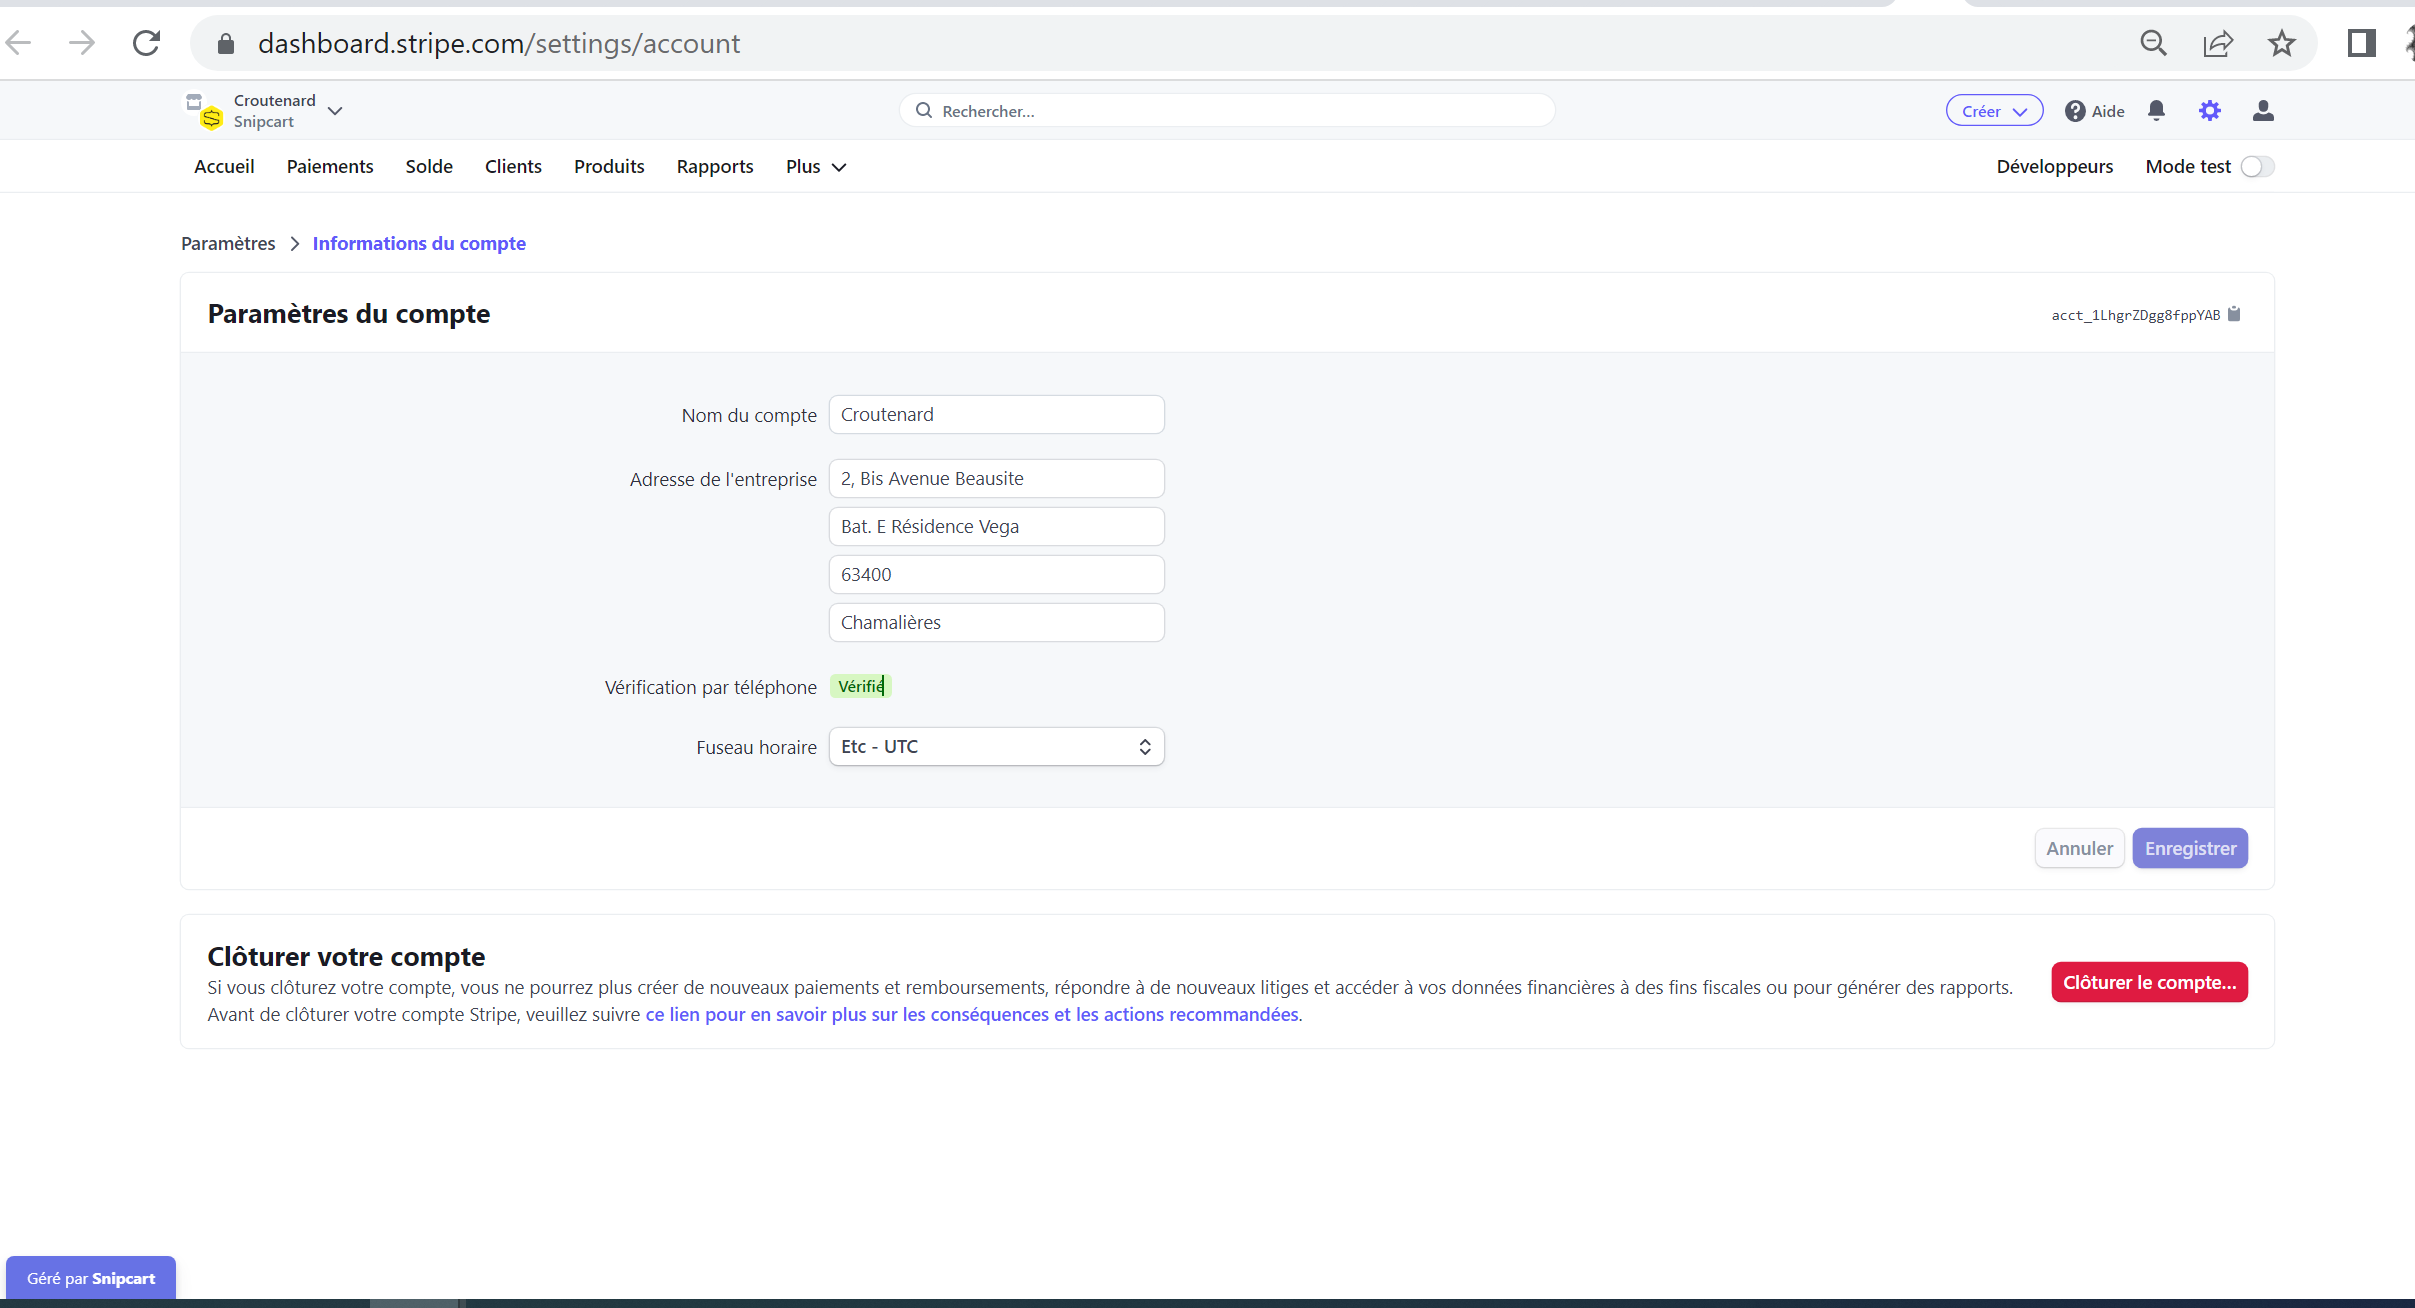 dashboard.stripe.com/settings/account
Croutenard
Snipcart
Rechercher...
Créer
Aide
Accueil Paiements Solde Clients Produits Rapports Plus
Développeurs Mode test
Paramètres > Informations du compte
Paramètres du compte
acct_1LhgrZDgg8fppYAB
Nom du compte Croutenard
Adresse de l'entreprise 2, Bis Avenue Beausite
Bat. E Résidence Vega
63400
Chamalières
Vérification par téléphone Vérifié
Fuseau horaire Etc - UTC
Annuler Enregistrer
Clôturer votre compte
Si vous clôturez votre compte, vous ne pourrez plus créer de nouveaux paiements et remboursements, répondre à de nouveaux litiges et accéder à vos données financières à des fins fiscales ou pour générer des rapports.
Avant de clôturer votre compte Stripe, veuillez suivre ce lien pour en savoir plus sur les conséquences et les actions recommandées.
Clôturer le compte...
Géré par Snipcart